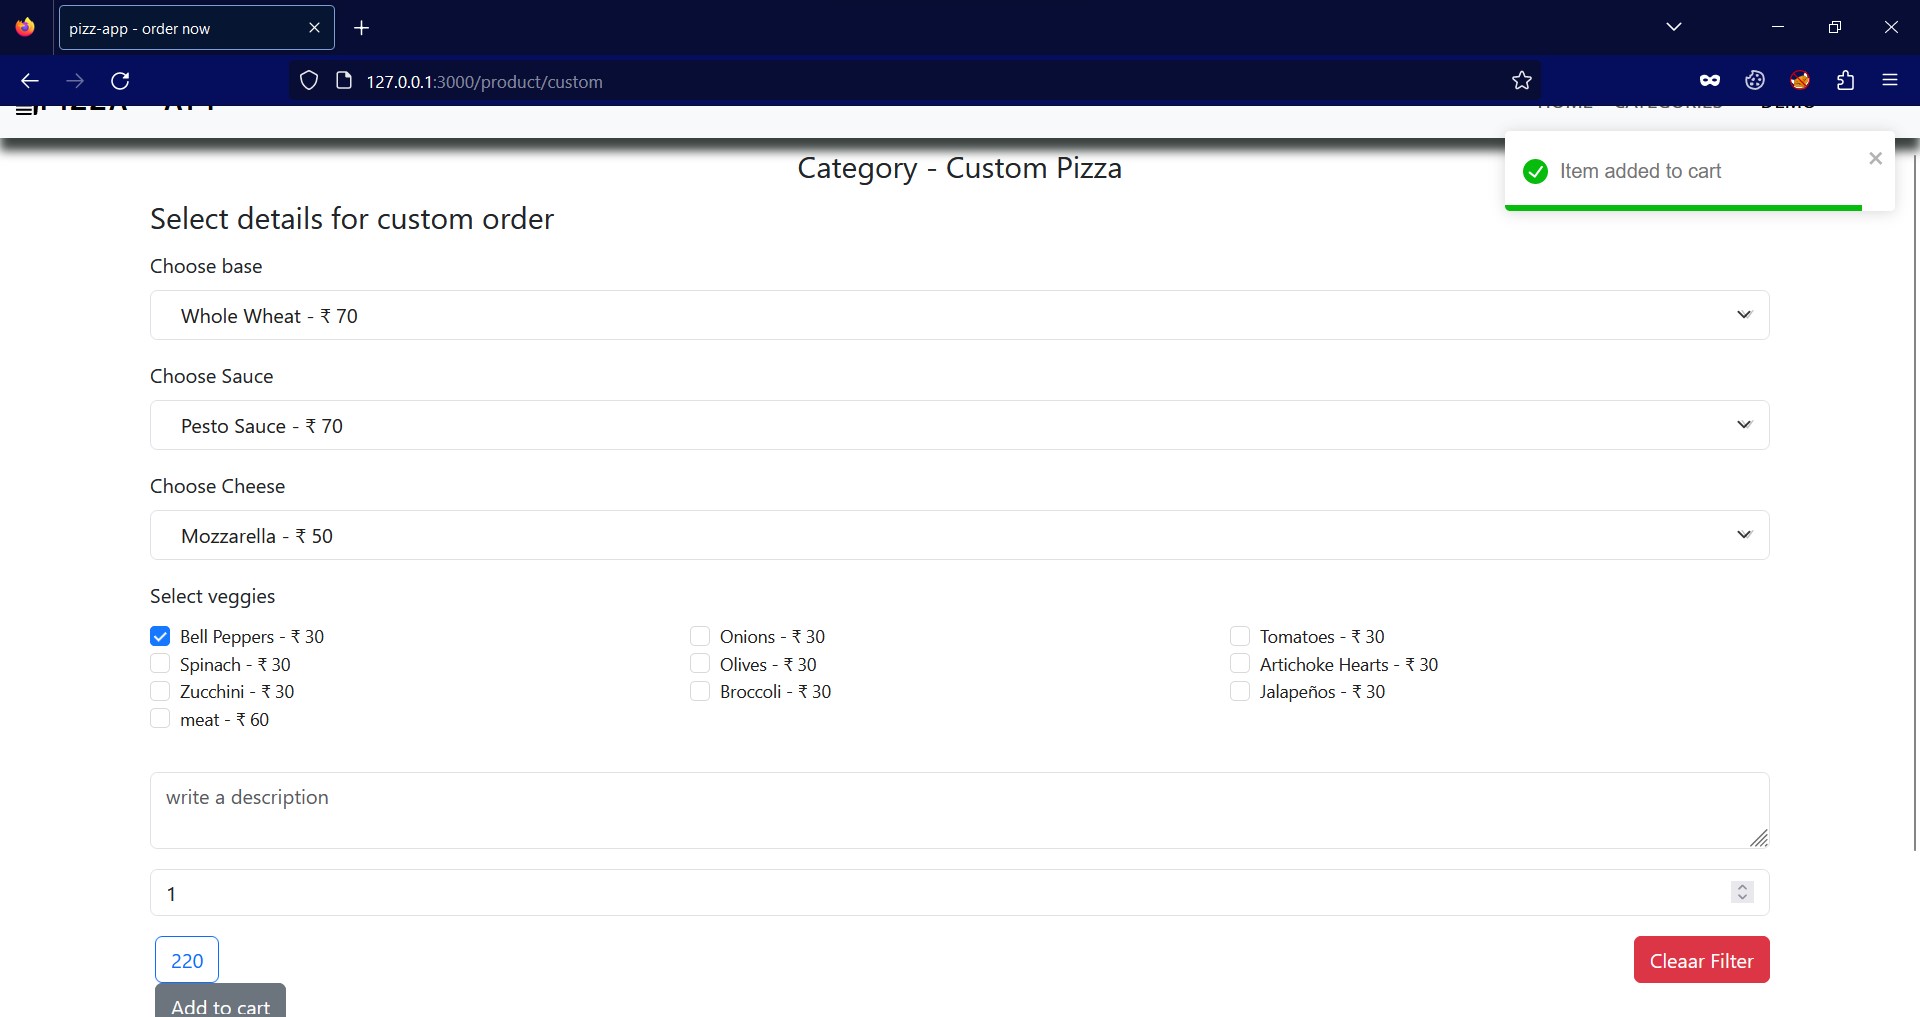 pizz-app - order now
127.0.0.1:3000/product/custom
Item added to cart
Category - Custom Pizza
Select details for custom order
Choose base
Whole Wheat - ₹ 70
Choose Sauce
Pesto Sauce - ₹ 70
Choose Cheese
Mozzarella - ₹ 50
Select veggies
Bell Peppers - ₹ 30 Onions - ₹ 30 Tomatoes - ₹ 30
Spinach - ₹ 30 Olives - ₹ 30 Artichoke Hearts - ₹ 30
Zucchini - ₹ 30 Broccoli - ₹ 30 Jalapeños - ₹ 30
meat - ₹ 60
write a description
1
220 Cleaar Filter
Add to cart